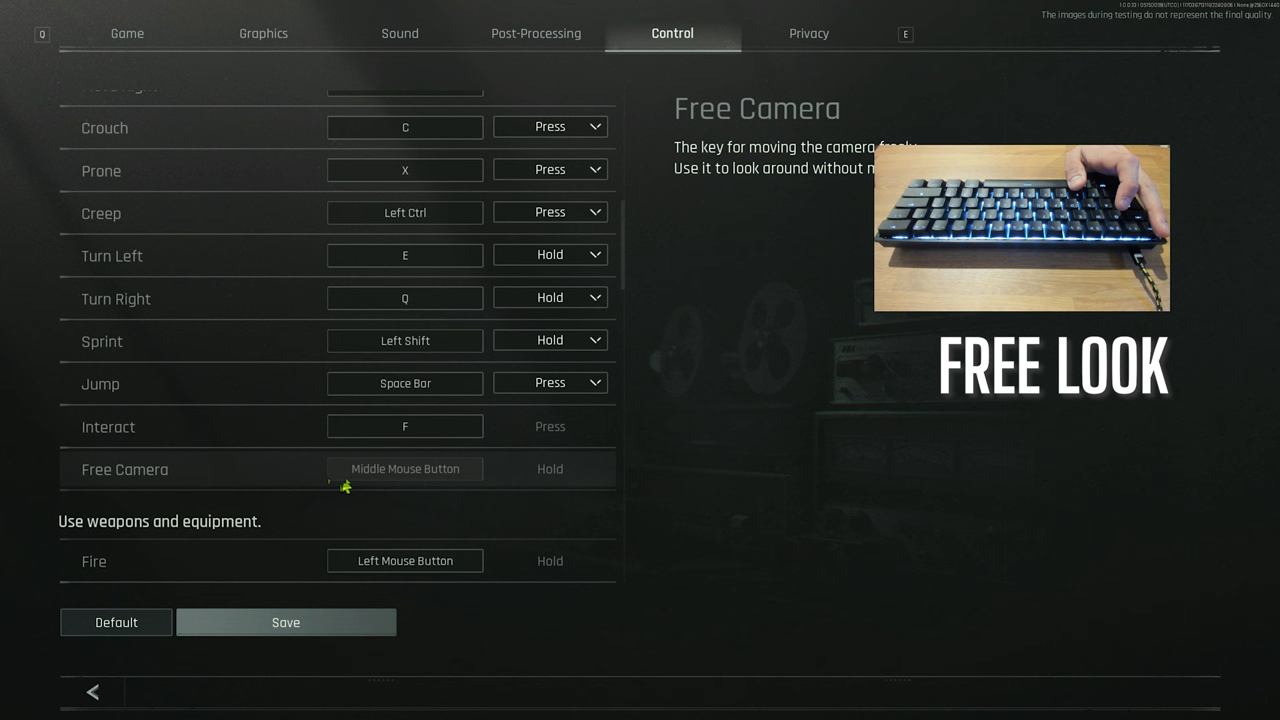 The images during testing do not represent the final quality.
Q Game Graphics Sound Post-Processing Control Privacy E
Crouch C Press
Prone X Press
Creep Left Ctrl Press
Turn Left E Hold
Turn Right Q Hold
Sprint Left Shift Hold
Jump Space Bar Press
Interact F Press
Free Camera Middle Mouse Button Hold
Use weapons and equipment.
Fire Left Mouse Button Hold
Default Save
Free Camera
The key for moving the camera freely.
Use it to look around without
FREE LOOK